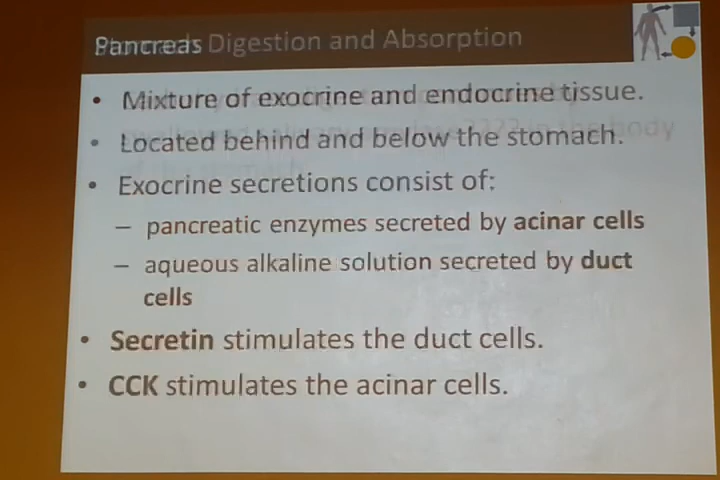 Pancreas Digestion and Absorption
• Mixture of exocrine and endocrine tissue.
• Located behind and below the stomach.
body
• Exocrine secretions consist of:
– pancreatic enzymes secreted by acinar cells
– aqueous alkaline solution secreted by duct
cells
• Secretin stimulates the duct cells.
• CCK stimulates the acinar cells.